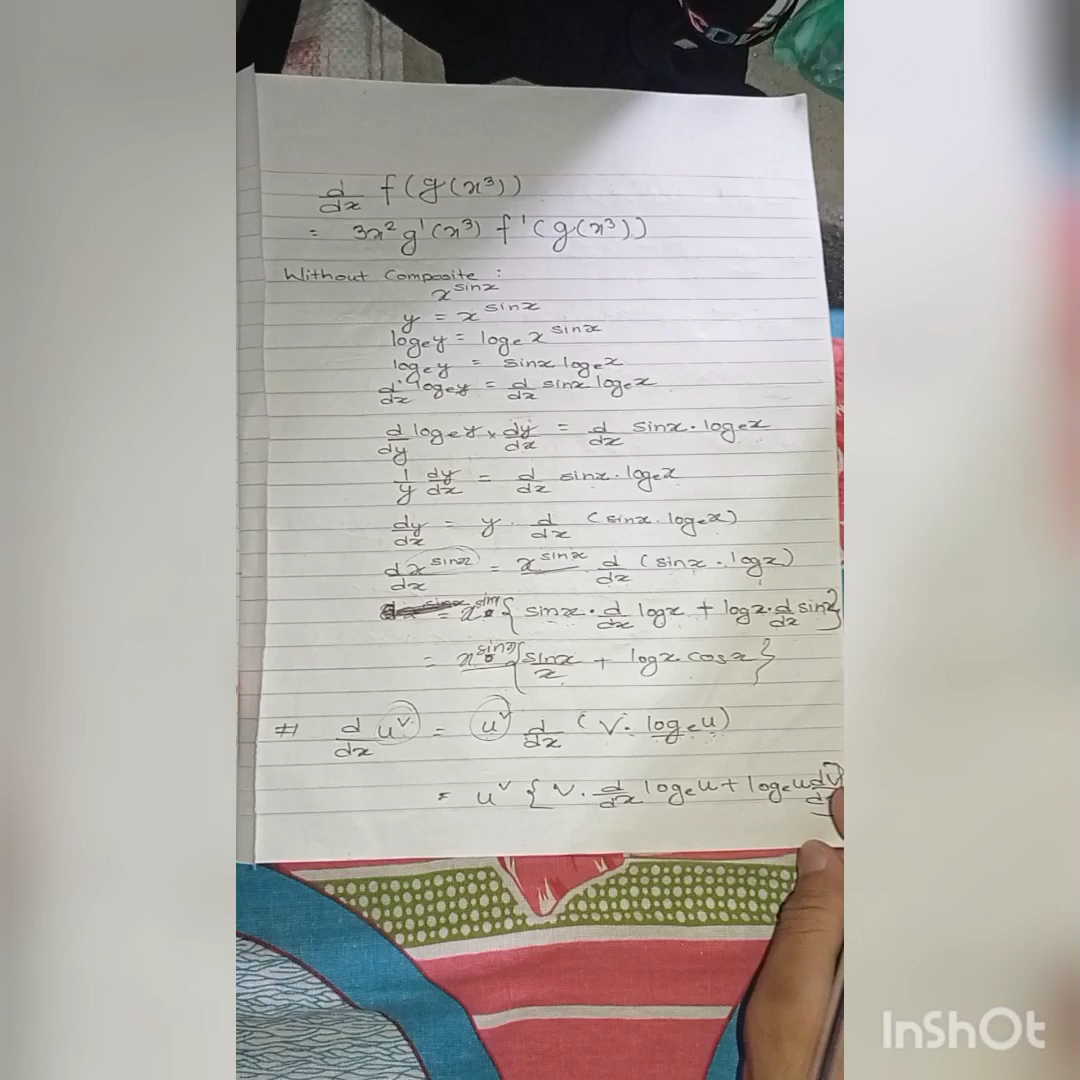 d/dx f(g(x³))
= 3x² g'(x³) f'(g(x³))
Without Composite :
x^sinx
y = x^sinx
logₑy = logₑ x^sinx
logₑy = sinx logₑx
d/dx logₑy = d/dx sinx logₑx
d/dy logₑy × dy/dx = d/dx sinx · logₑx
1/y dy/dx = d/dx sinx · logₑx
dy/dx = y · d/dx (sinx · logₑx)
dx^sinx/dx = x^sinx d/dx (sinx · logx)
= x^sinx { sinx · d/dx logx + logx · d/dx sinx }
= x^sinx { sinx/x + logx cosx }
# d/dx u^v = u^v d/dx (v · logₑu)
= u^v { v · d/dx logₑu + logₑu dv
InShOt